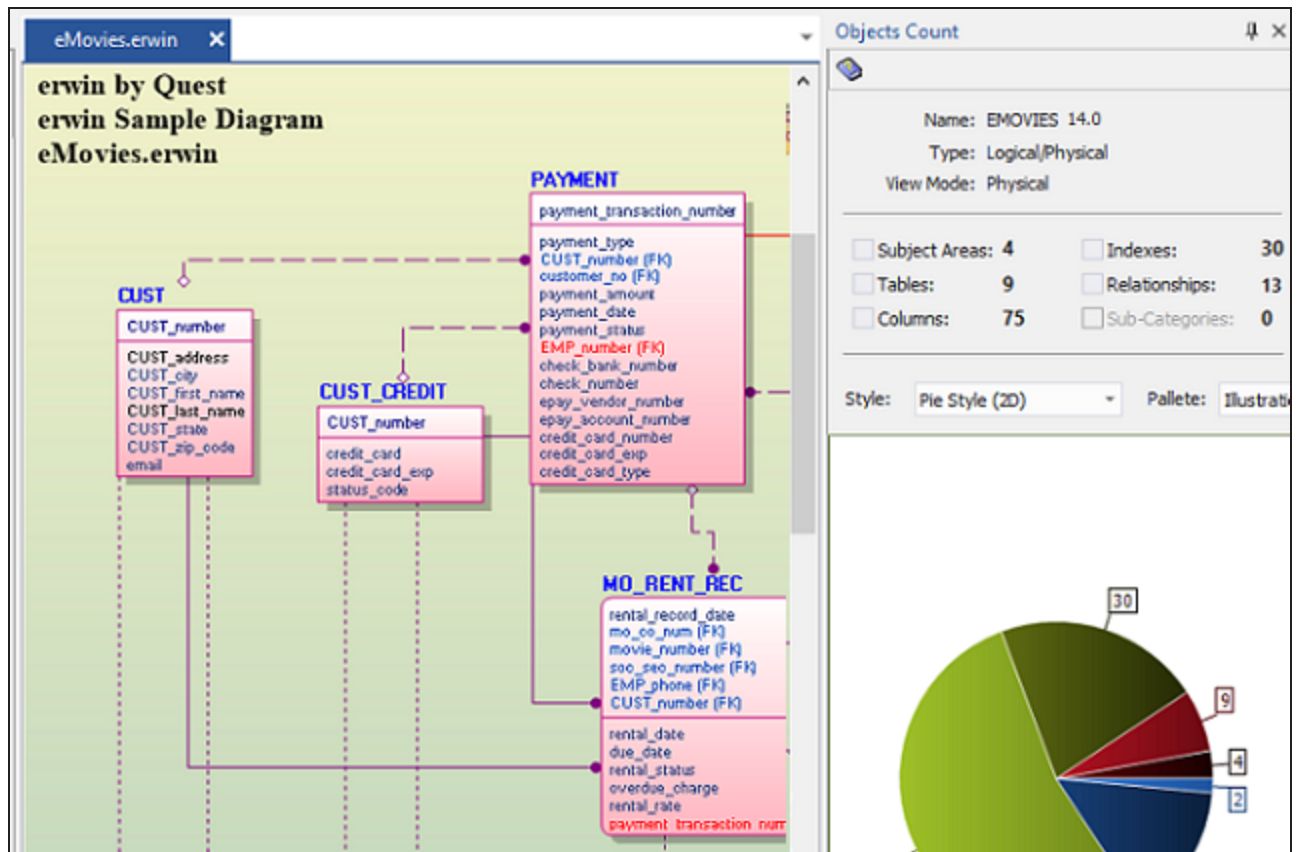 eMovies.erwin
Objects Count
erwin by Quest
erwin Sample Diagram
eMovies.erwin
PAYMENT
payment_transaction_number
payment_type
CUST_number (FK)
customer_no (FK)
payment_amount
payment_date
payment_status
EMP_number (FK)
check_bank_number
check_number
epay_vendor_number
epay_account_number
credit_card_number
credit_card_exp
credit_card_type
CUST
CUST_number
CUST_address
CUST_city
CUST_first_name
CUST_last_name
CUST_state
CUST_zip_code
email
CUST_CREDIT
CUST_number
credit_card
credit_card_exp
status_code
MO_RENT_REC
rental_record_date
mo_co_num (FK)
movie_number (FK)
soc_sec_number (FK)
EMP_phone (FK)
CUST_number (FK)
rental_date
due_date
rental_status
overdue_charge
rental_rate
payment_transaction_num
Name: EMOVIES 14.0
Type: Logical/Physical
View Mode: Physical
Subject Areas: 4 Indexes: 30
Tables: 9 Relationships: 13
Columns: 75 Sub-Categories: 0
Style: Pie Style (2D) Pallete: Illustrati
30
9
4
2